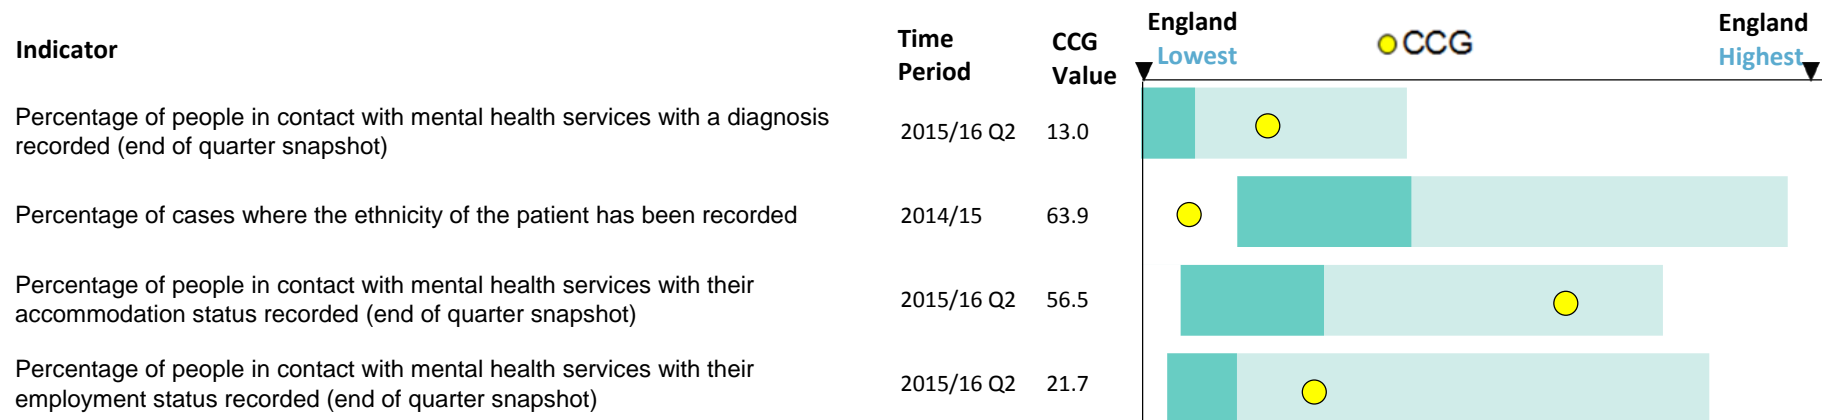 Indicator
Time Period
CCG Value
England Lowest
CCG
England Highest
Percentage of people in contact with mental health services with a diagnosis
recorded (end of quarter snapshot)
2015/16 Q2
13.0
Percentage of cases where the ethnicity of the patient has been recorded
2014/15
63.9
Percentage of people in contact with mental health services with their
accommodation status recorded (end of quarter snapshot)
2015/16 Q2
56.5
Percentage of people in contact with mental health services with their
employment status recorded (end of quarter snapshot)
2015/16 Q2
21.7